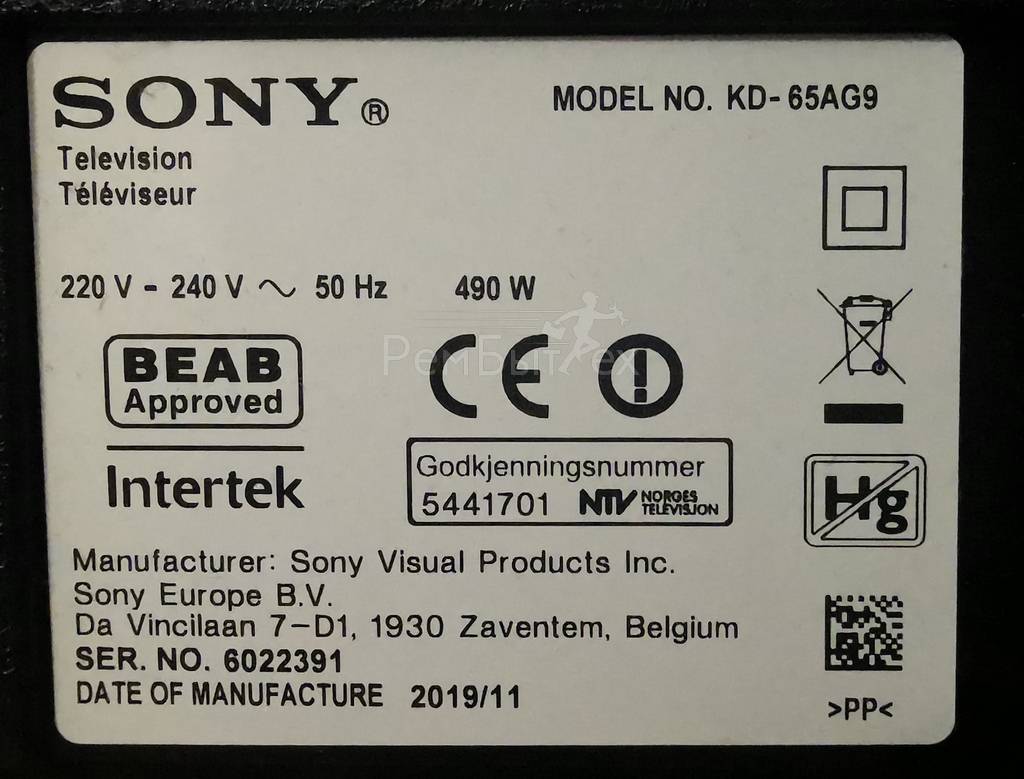 SONY®
MODEL NO. KD-65AG9
Television
Téléviseur
220 V - 240 V ~ 50 Hz 490 W
РемБытТех
BEAB
Approved
CE
Intertek
Godkjenningsnummer
5441701 NTV NORGES
TELEVISJON
Hg
Manufacturer: Sony Visual Products Inc.
Sony Europe B.V.
Da Vincilaan 7-D1, 1930 Zaventem, Belgium
SER. NO. 6022391
DATE OF MANUFACTURE 2019/11
>PP<